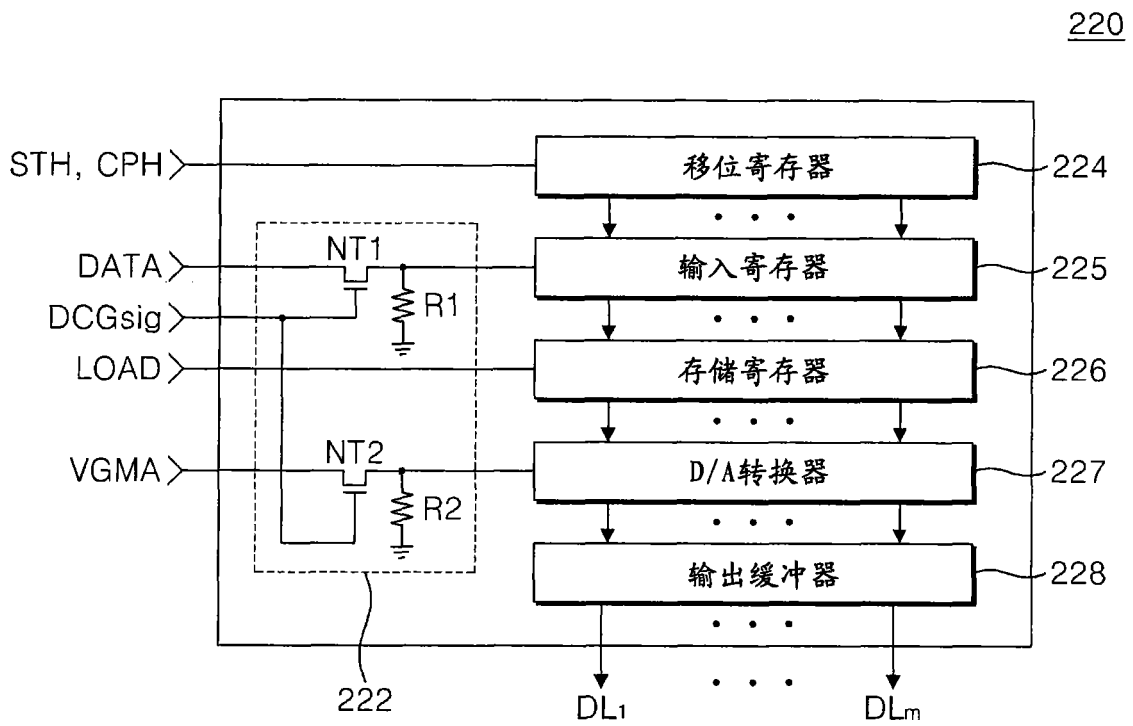 220
STH, CPH
移位寄存器
224
DATA
NT1
R1
输入寄存器
225
DCGsig
LOAD
存储寄存器
226
VGMA
NT2
R2
D/A转换器
227
输出缓冲器
228
222
DL1
DLm